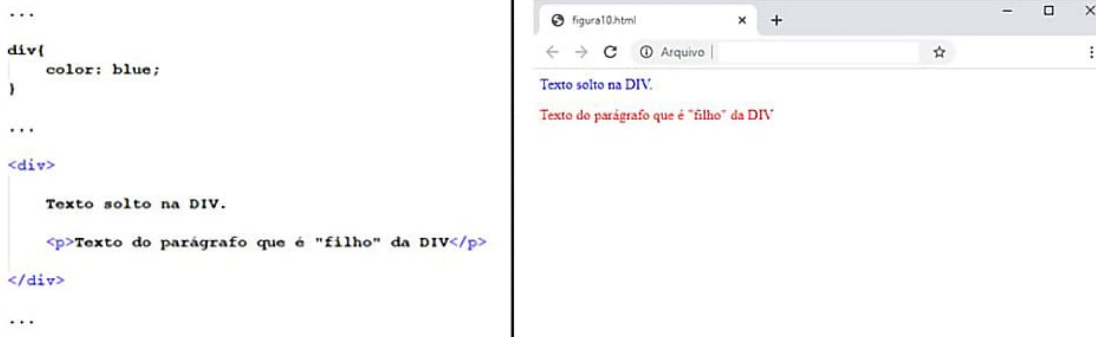 ...
div{
color: blue;
}
...
<div>
Texto solto na DIV.
<p>Texto do parágrafo que é "filho" da DIV</p>
</div>
...
figura10.html
Arquivo
Texto solto na DIV.
Texto do parágrafo que é "filho" da DIV